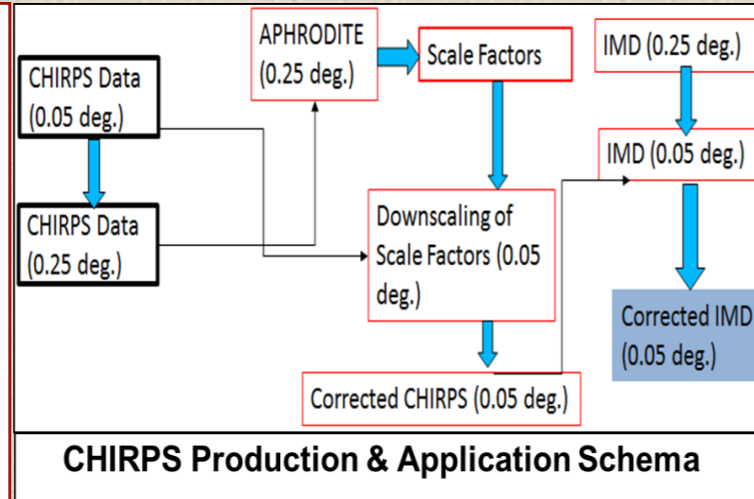 CHIRPS Data
(0.05 deg.)
CHIRPS Data
(0.25 deg.)
APHRODITE
(0.25 deg.)
Scale Factors
Downscaling of
Scale Factors (0.05
deg.)
Corrected CHIRPS (0.05 deg.)
IMD (0.25 deg.)
IMD (0.05 deg.)
Corrected IMD
(0.05 deg.)
CHIRPS Production & Application Schema